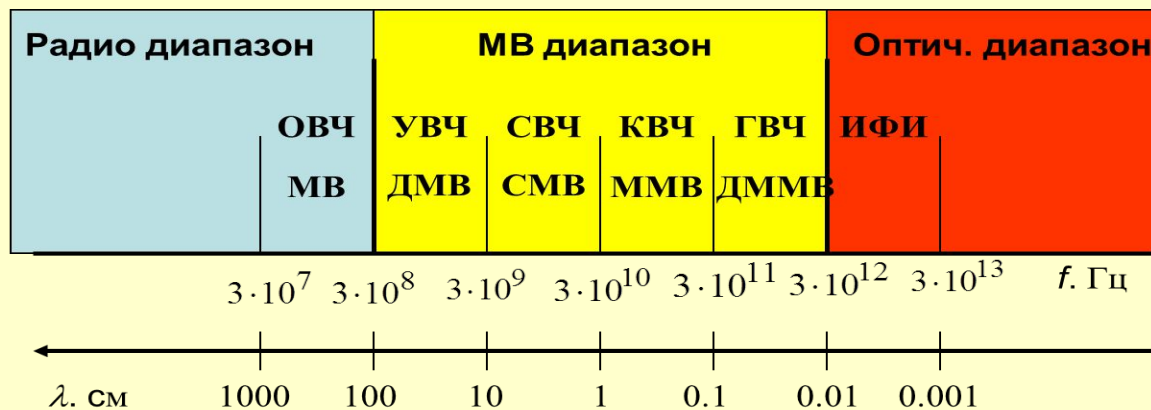 Радио диапазон МВ диапазон Оптич. диапазон
ОВЧ УВЧ СВЧ КВЧ ГВЧ ИФИ
МВ ДМВ СМВ ММВ ДММВ
3·10⁷ 3·10⁸ 3·10⁹ 3·10¹⁰ 3·10¹¹ 3·10¹² 3·10¹³ f. Гц
λ. см 1000 100 10 1 0.1 0.01 0.001